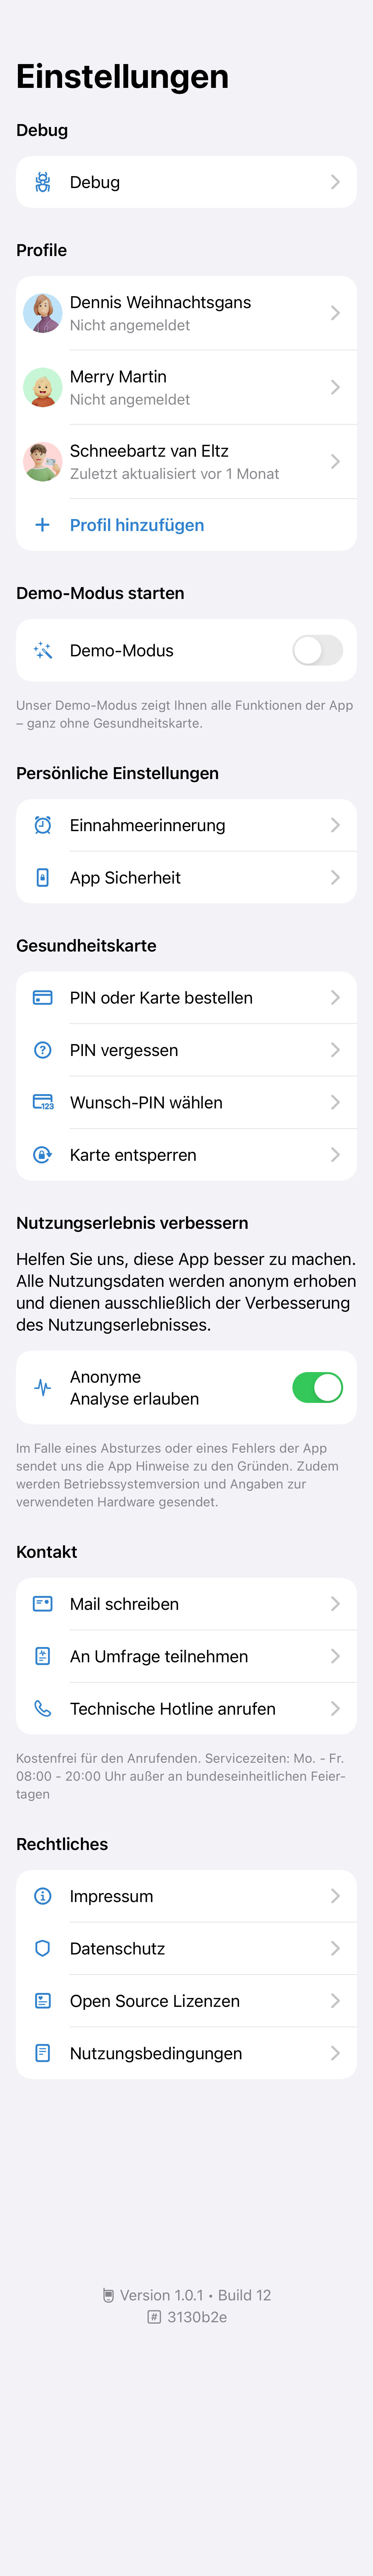 Einstellungen
Debug
Debug
Profile
Dennis Weihnachtsgans
Nicht angemeldet
Merry Martin
Nicht angemeldet
Schneebartz van Eltz
Zuletzt aktualisiert vor 1 Monat
Profil hinzufügen
Demo-Modus starten
Demo-Modus
Unser Demo-Modus zeigt Ihnen alle Funktionen der App
– ganz ohne Gesundheitskarte.
Persönliche Einstellungen
Einnahmeerinnerung
App Sicherheit
Gesundheitskarte
PIN oder Karte bestellen
PIN vergessen
123
Wunsch-PIN wählen
Karte entsperren
Nutzungserlebnis verbessern
Helfen Sie uns, diese App besser zu machen.
Alle Nutzungsdaten werden anonym erhoben
und dienen ausschließlich der Verbesserung
des Nutzungserlebnisses.
Anonyme
Analyse erlauben
Im Falle eines Absturzes oder eines Fehlers der App
sendet uns die App Hinweise zu den Gründen. Zudem
werden Betriebssystemversion und Angaben zur
verwendeten Hardware gesendet.
Kontakt
Mail schreiben
An Umfrage teilnehmen
Technische Hotline anrufen
Kostenfrei für den Anrufenden. Servicezeiten: Mo. - Fr.
08:00 - 20:00 Uhr außer an bundeseinheitlichen Feier-
tagen
Rechtliches
Impressum
Datenschutz
Open Source Lizenzen
Nutzungsbedingungen
Version 1.0.1 • Build 12
# 3130b2e